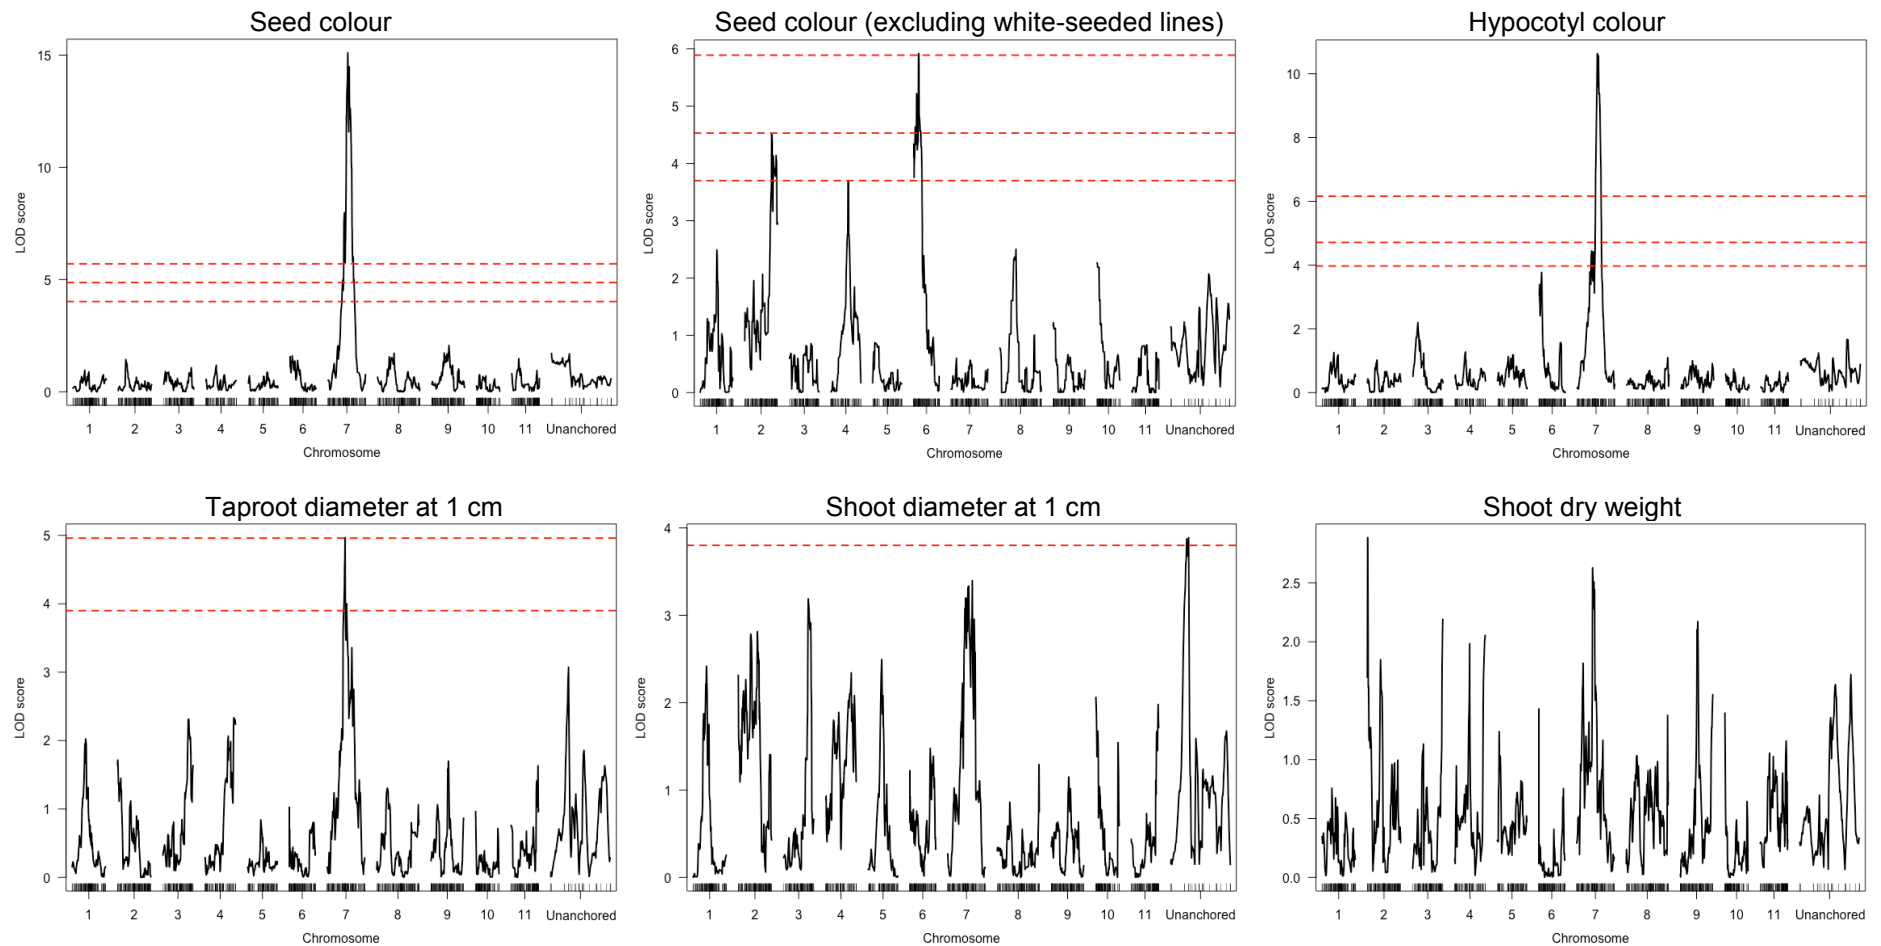 Seed colour
15
10
5
0
LOD score
1 2 3 4 5 6 7 8 9 10 11 Unanchored
Chromosome
Seed colour (excluding white-seeded lines)
6
5
4
3
2
1
0
LOD score
1 2 3 4 5 6 7 8 9 10 11 Unanchored
Chromosome
Hypocotyl colour
10
8
6
4
2
0
LOD score
1 2 3 4 5 6 7 8 9 10 11 Unanchored
Chromosome
Taproot diameter at 1 cm
5
4
3
2
1
0
LOD score
1 2 3 4 5 6 7 8 9 10 11 Unanchored
Chromosome
Shoot diameter at 1 cm
4
3
2
1
0
LOD score
1 2 3 4 5 6 7 8 9 10 11 Unanchored
Chromosome
Shoot dry weight
2.5
2.0
1.5
1.0
0.5
0.0
LOD score
1 2 3 4 5 6 7 8 9 10 11 Unanchored
Chromosome